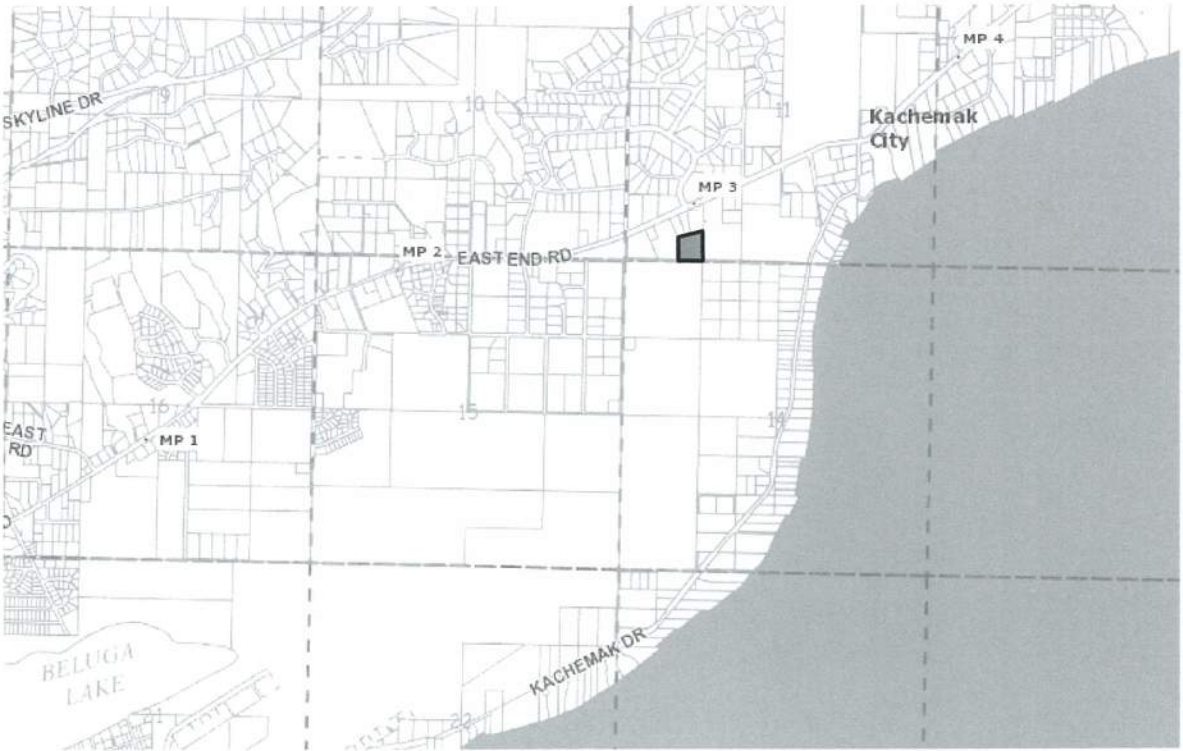 MP 4
SKYLINE DR
9
10
11
Kachemak
City
MP 3
MP 2
EAST END RD
16
15
14
EAST
RD
MP 1
KACHEMAK DR
BELUGA
LAKE
21
22